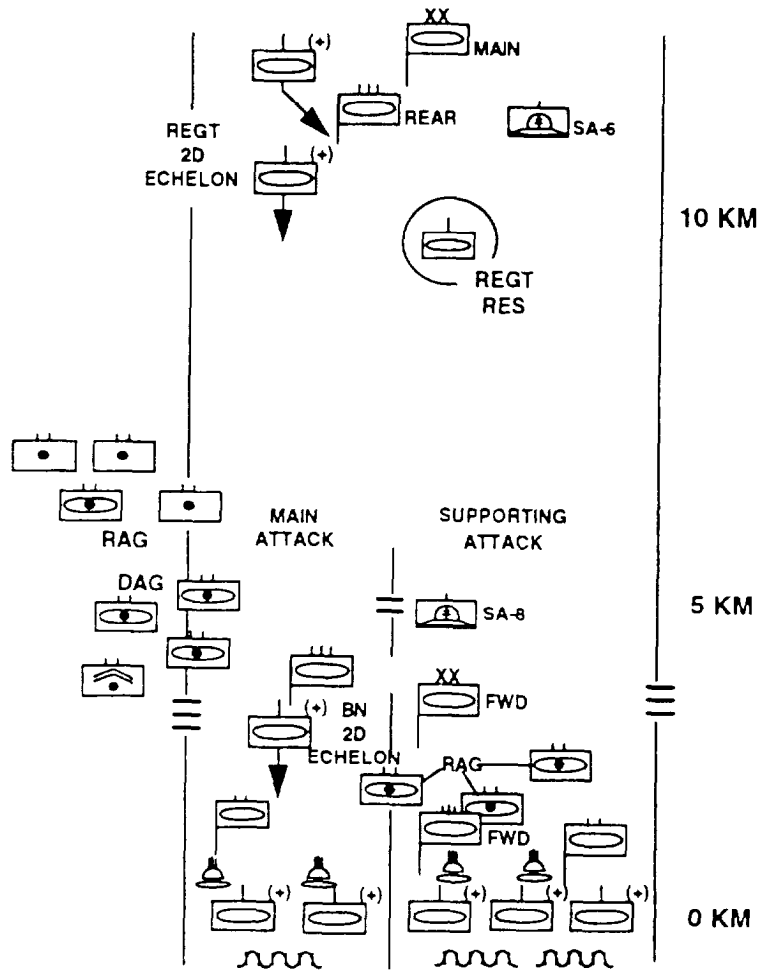 XX
(+)
MAIN
REAR
SA-6
REGT
2D
ECHELON
(+)
10 KM
REGT
RES
MAIN
ATTACK
SUPPORTING
ATTACK
RAG
DAG
5 KM
SA-8
XX
FWD
(+)
BN
2D
ECHELON
RAG
FWD
(+)
(+)
(+)
(+)
(+)
0 KM